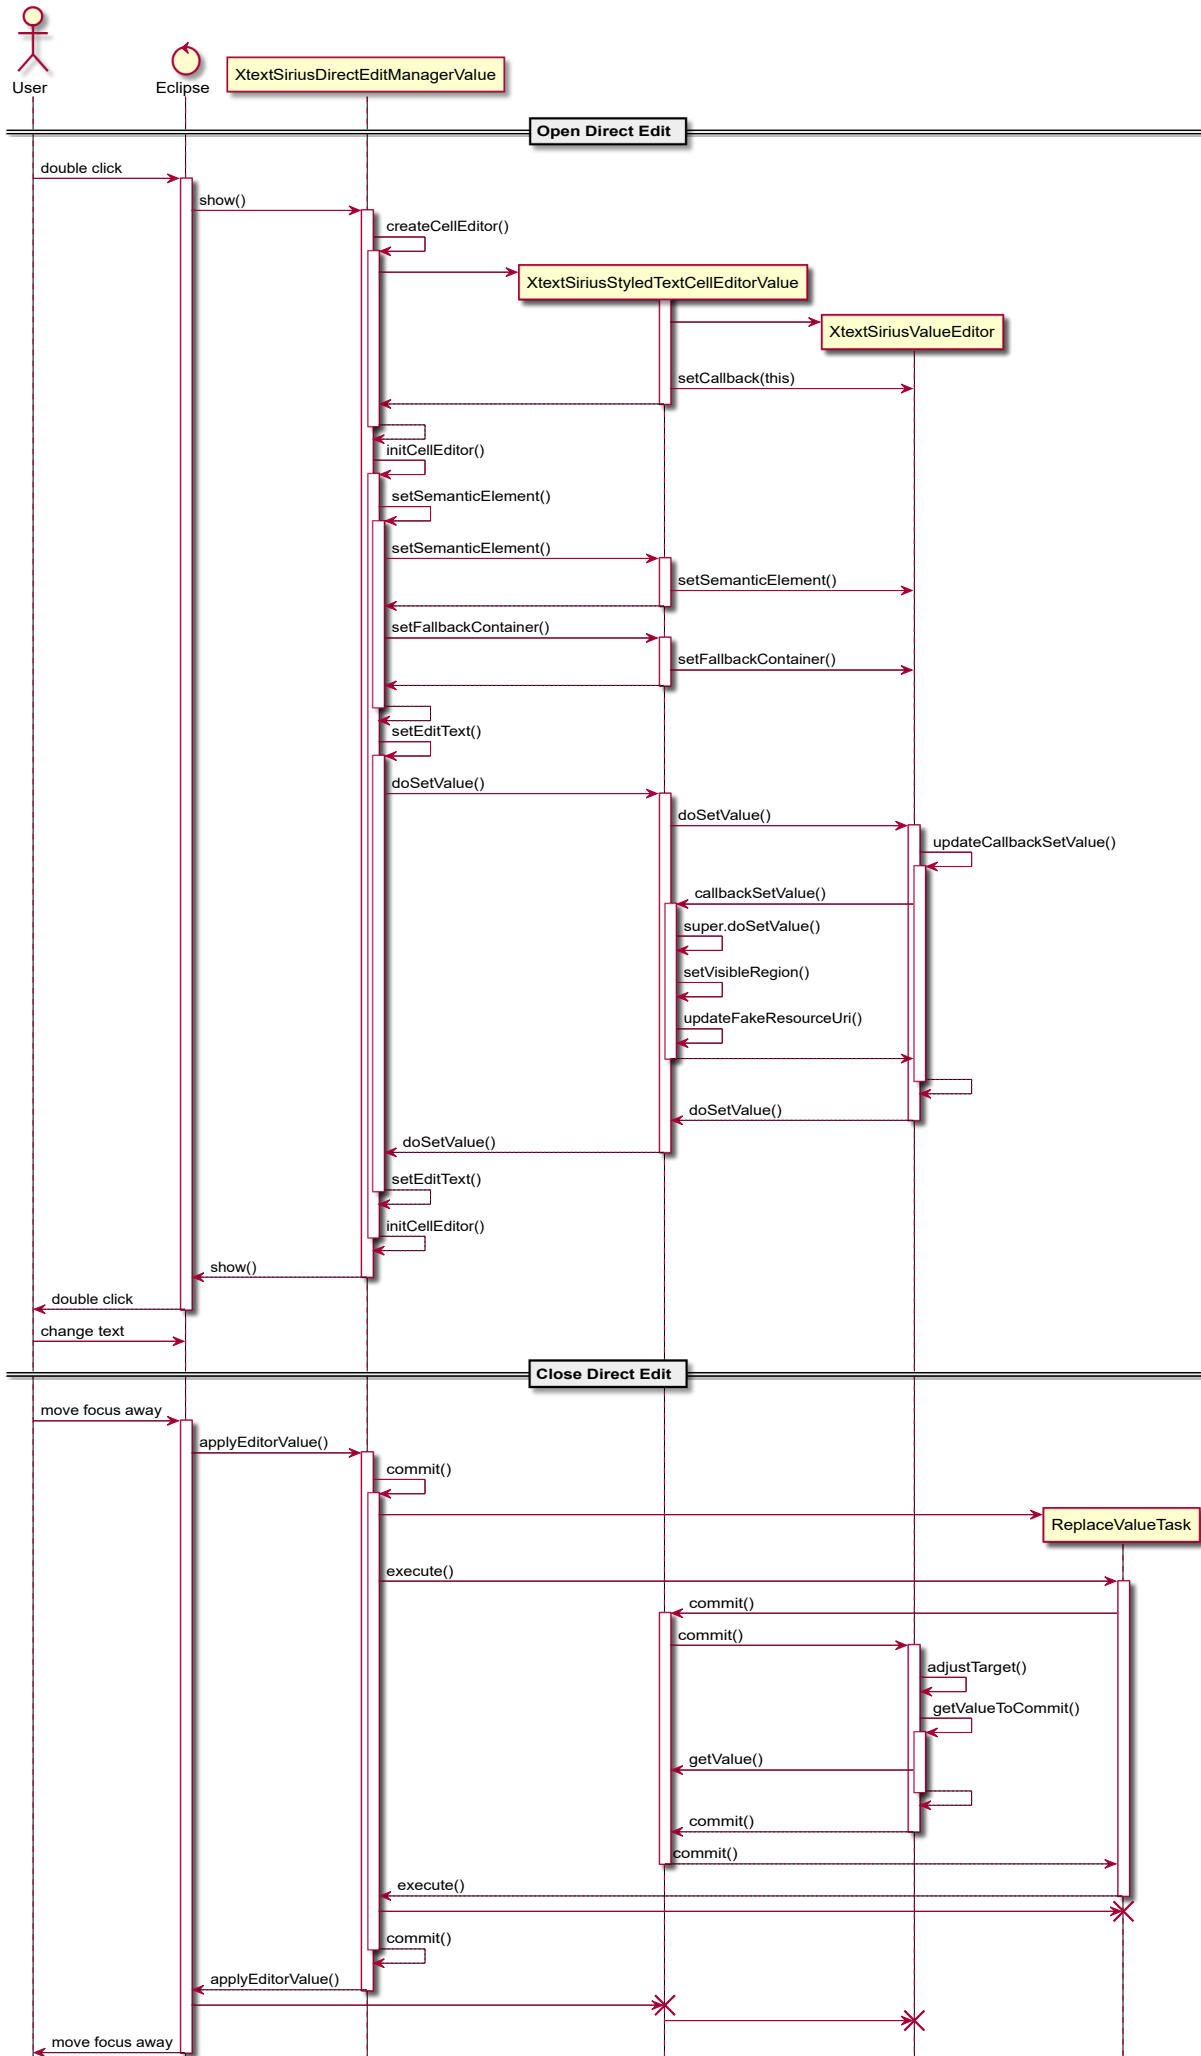 User
Eclipse
XtextSiriusDirectEditManagerValue
Open Direct Edit
double click
show()
createCellEditor()
XtextSiriusStyledTextCellEditorValue
XtextSiriusValueEditor
setCallback(this)
initCellEditor()
setSemanticElement()
setSemanticElement()
setSemanticElement()
setFallbackContainer()
setFallbackContainer()
setEditText()
doSetValue()
doSetValue()
updateCallbackSetValue()
callbackSetValue()
super.doSetValue()
setVisibleRegion()
updateFakeResourceUri()
doSetValue()
doSetValue()
setEditText()
initCellEditor()
show()
double click
change text
Close Direct Edit
move focus away
applyEditorValue()
commit()
ReplaceValueTask
execute()
commit()
commit()
adjustTarget()
getValueToCommit()
getValue()
commit()
commit()
execute()
commit()
applyEditorValue()
move focus away